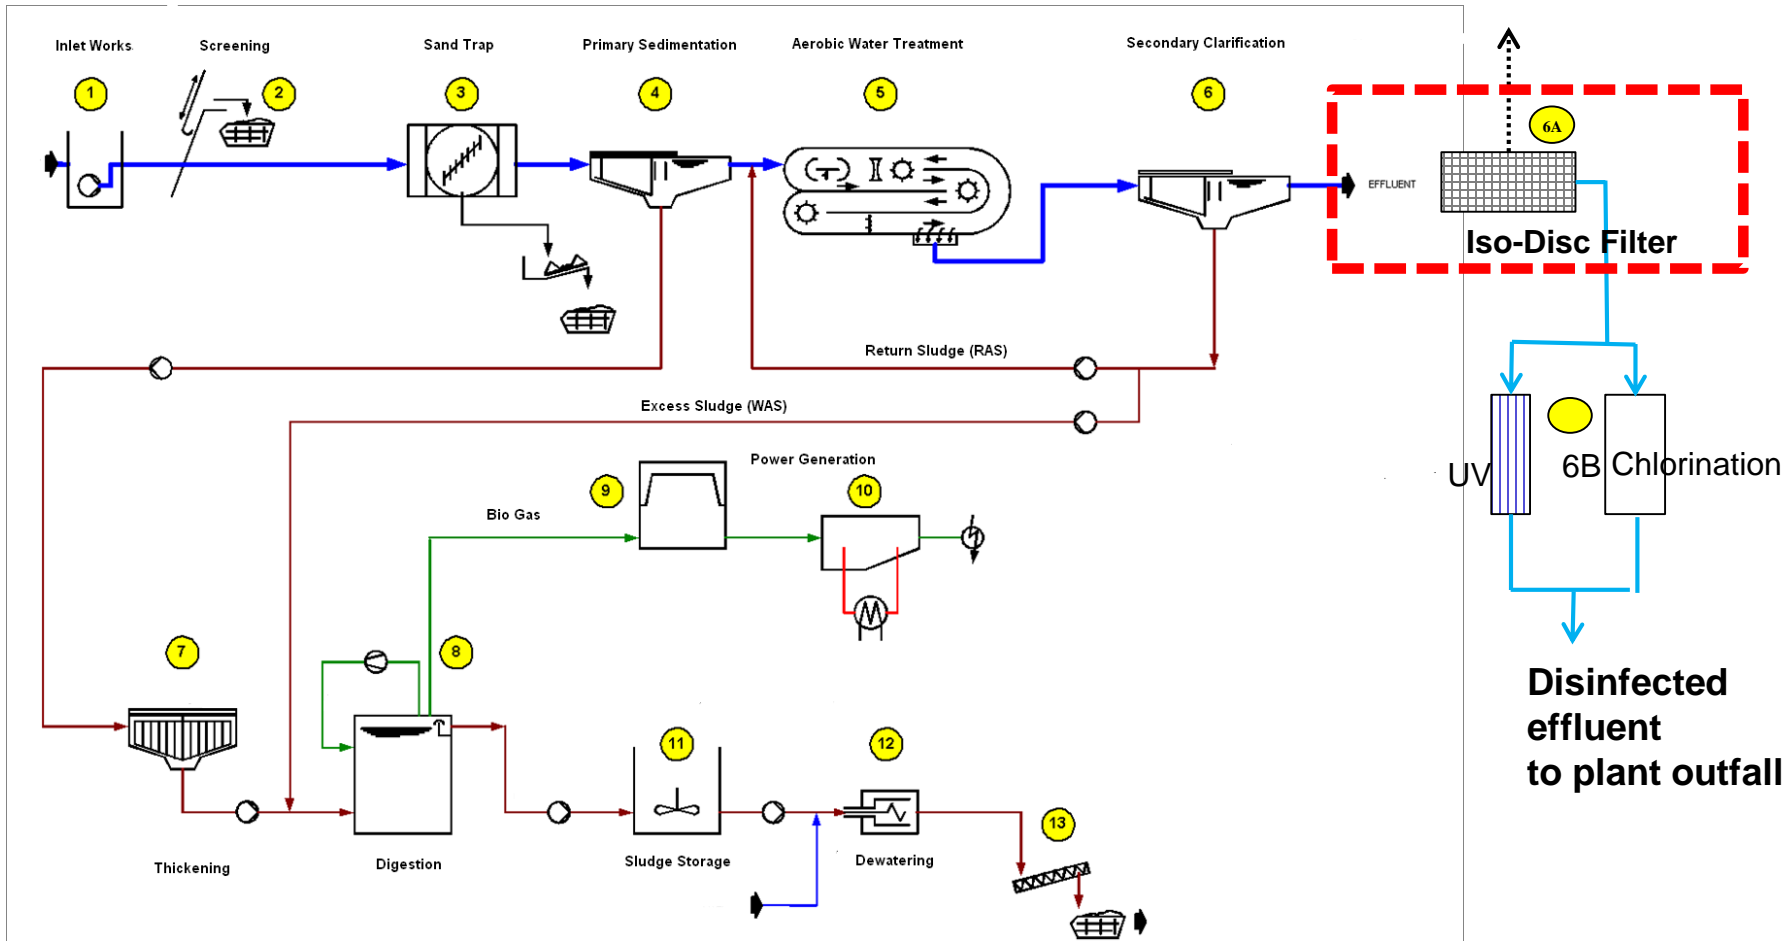 Inlet Works
Screening
Sand Trap
Primary Sedimentation
Aerobic Water Treatment
Secondary Clarification
1
2
3
4
5
6
6A
EFFLUENT
Iso-Disc Filter
Return Sludge (RAS)
Excess Sludge (WAS)
UV
6B
Chlorination
Power Generation
9
10
Bio Gas
7
8
Disinfected
effluent
to plant outfall
11
12
13
Thickening
Digestion
Sludge Storage
Dewatering